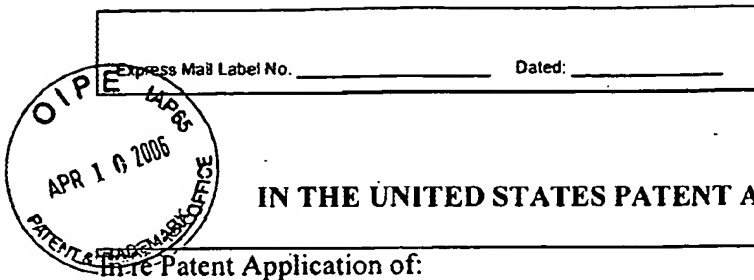 Express Mail Label No. Dated:
OIPE IAP65
APR 10 2006
PATENT & TRADEMARK OFFICE
IN THE UNITED STATES PATENT A
In re Patent Application of: